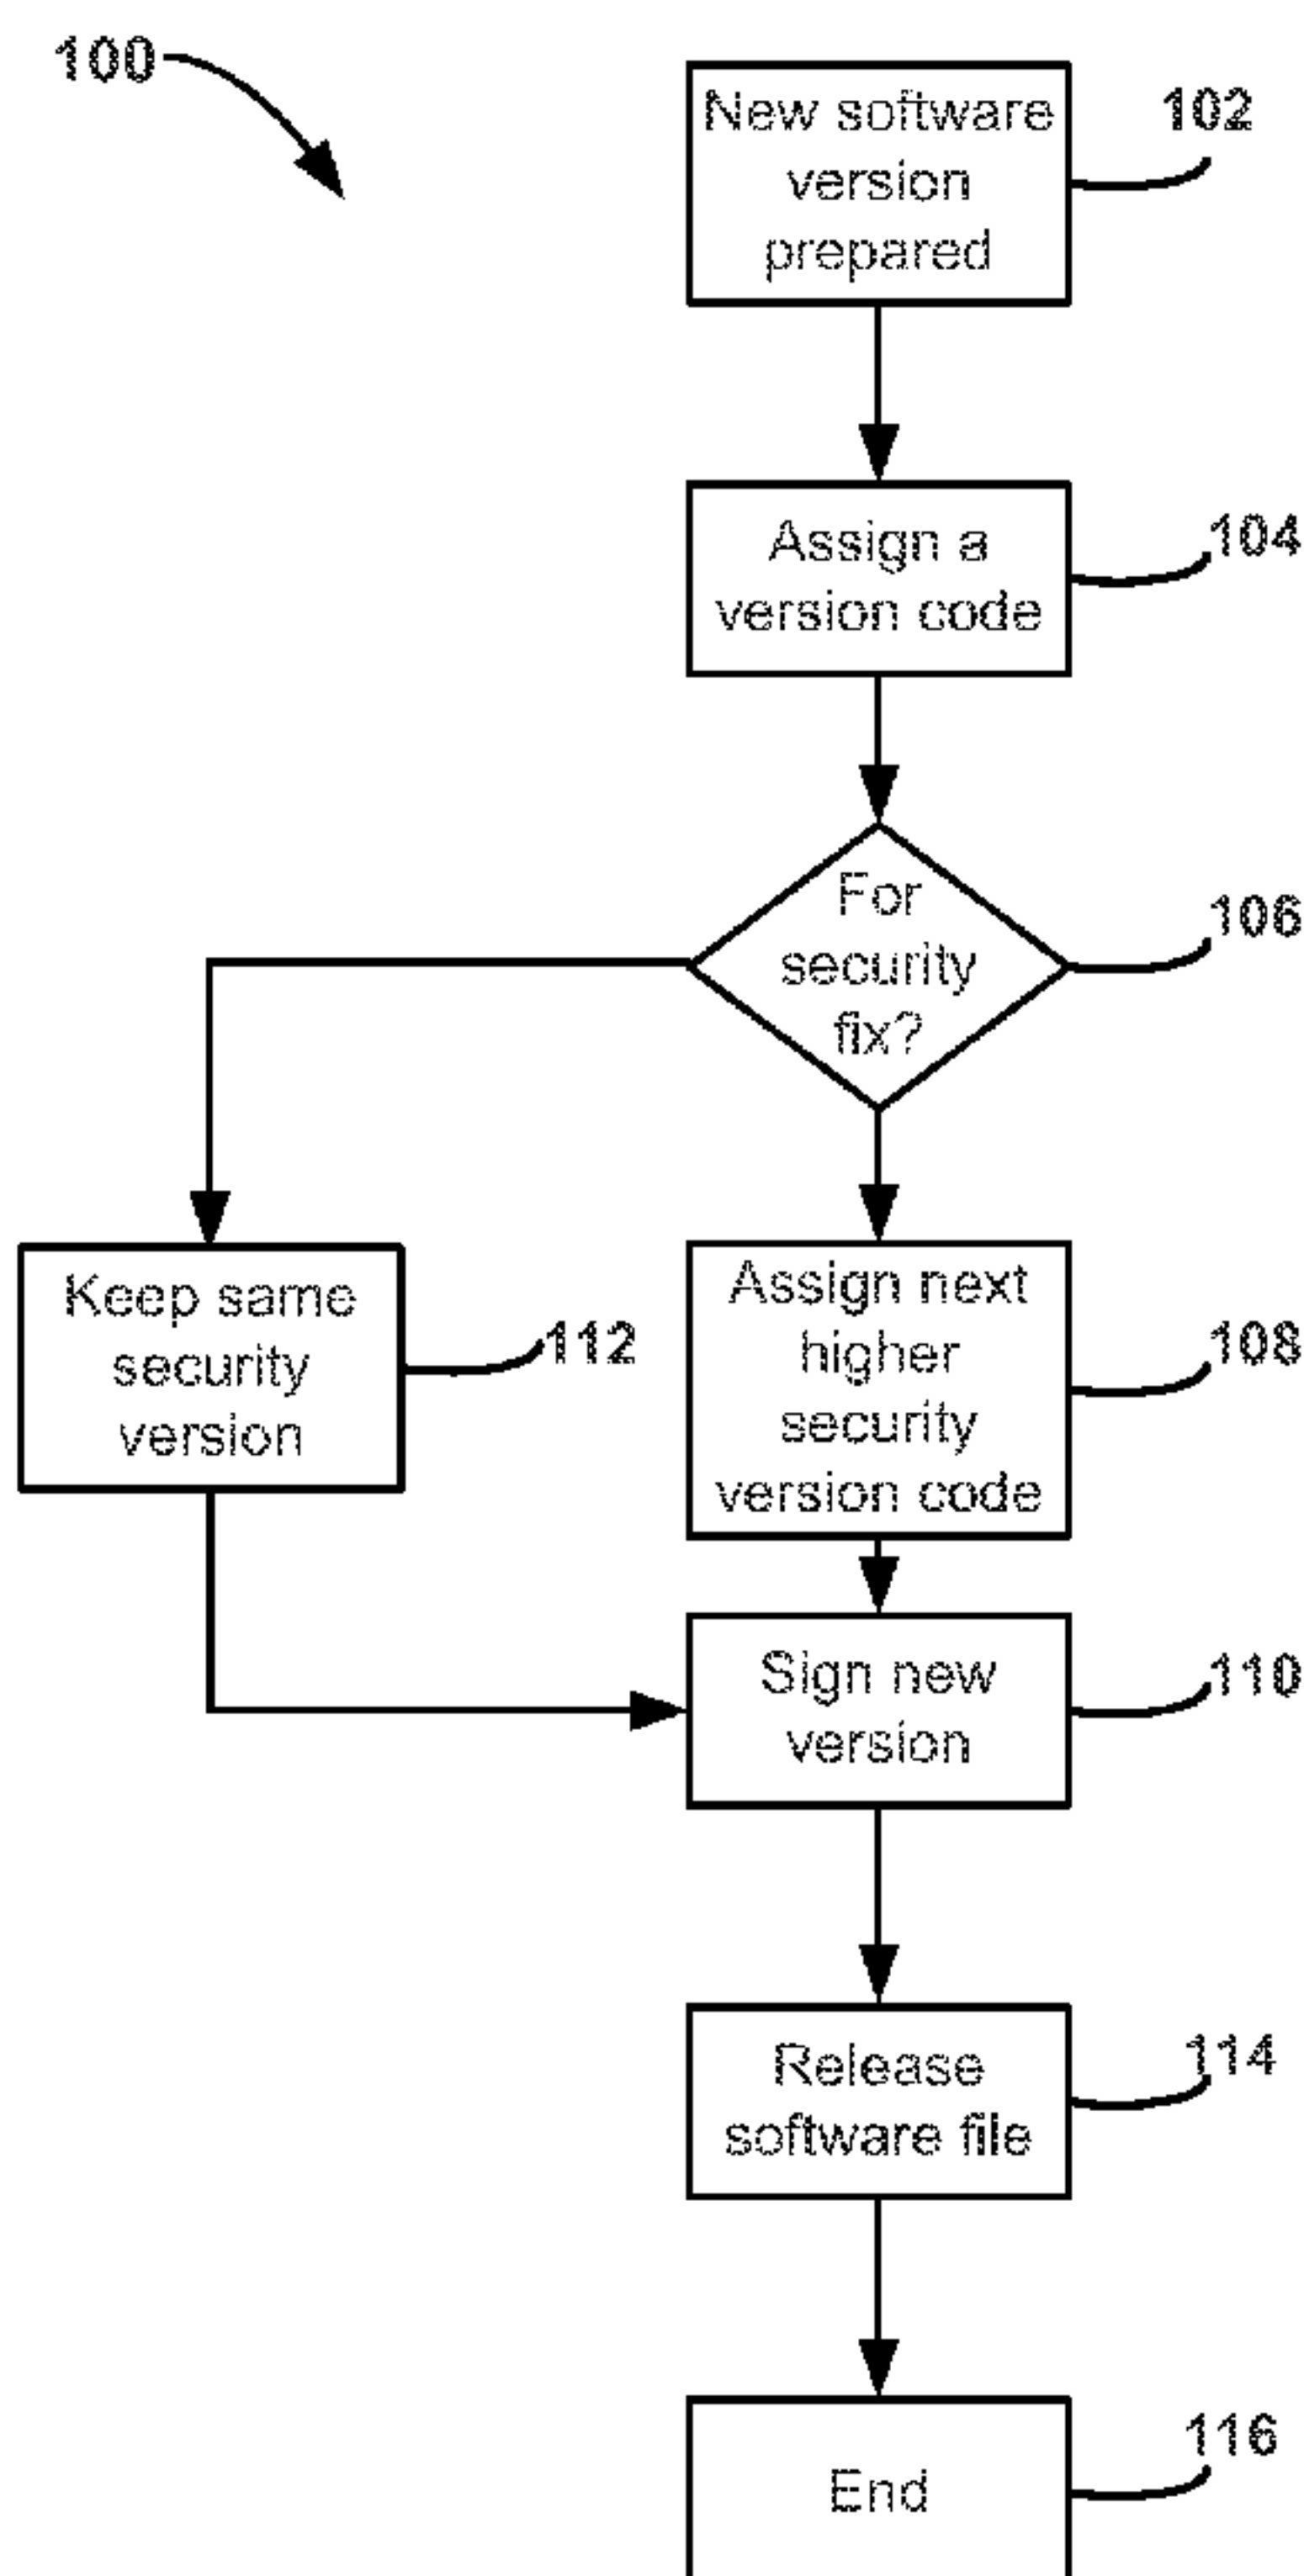 100
New software
version
prepared
102
Assign a
version code
104
For
security
fix?
106
Keep same
security
version
112
Assign next
higher
security
version code
108
Sign new
version
110
Release
software file
114
End
116